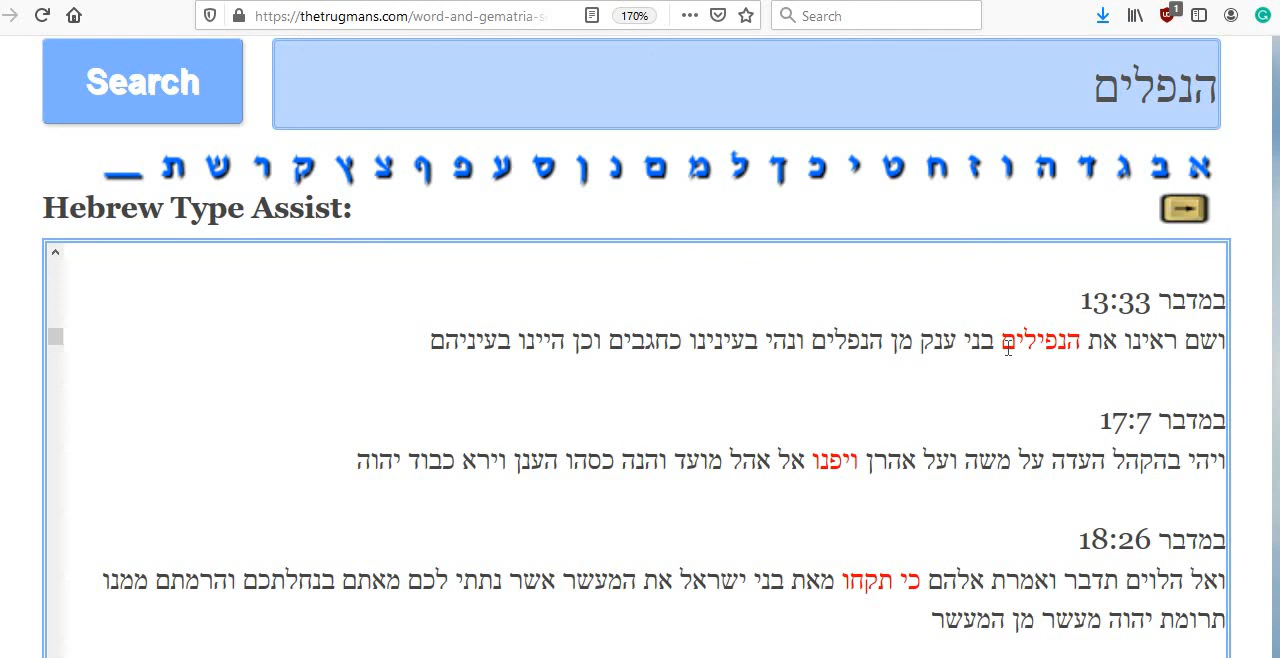 https://thetrugmans.com/word-and-gematria-s
170%
Search
1
Search
הנפלים
א ב ג ד ה ו ז ח ט י כ ך ל מ ם נ ן ס ע פ ף צ ץ ק ר ש ת
Hebrew Type Assist:
במדבר 13:33
ושם ראינו את הנפילים בני ענק מן הנפלים ונהי בעינינו כחגבים וכן היינו בעיניהם
במדבר 17:7
ויהי בהקהל העדה על משה ועל אהרן ויפנו אל אהל מועד והנה כסהו הענן וירא כבוד יהוה
במדבר 18:26
ואל הלוים תדבר ואמרת אלהם כי תקחו מאת בני ישראל את המעשר אשר נתתי לכם מאתם בנחלתכם והרמתם ממנו
תרומת יהוה מעשר מן המעשר